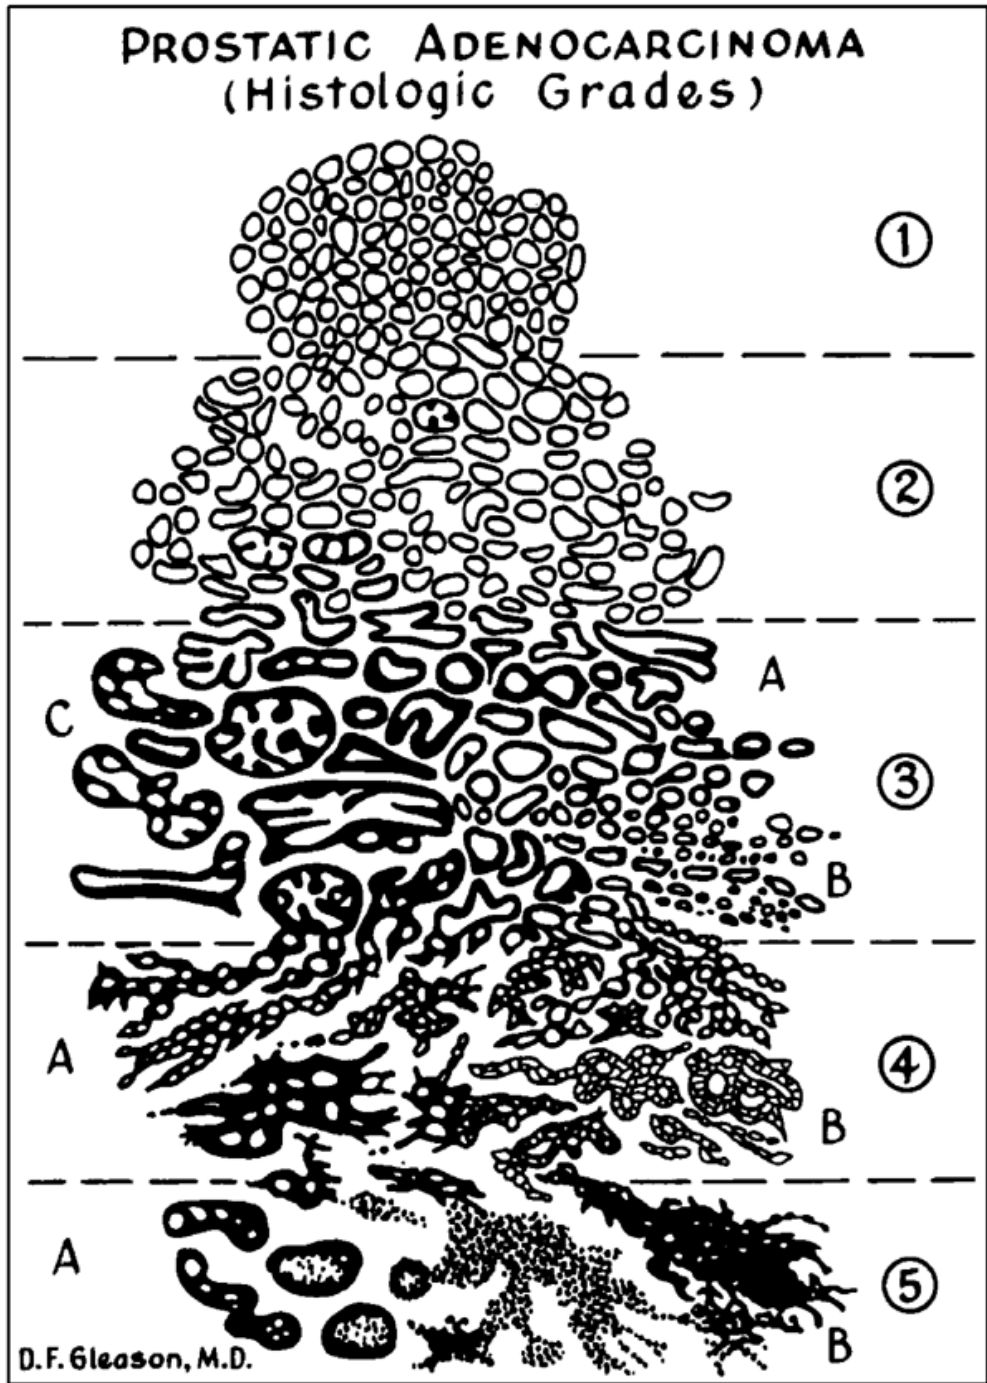 PROSTATIC ADENOCARCINOMA
(Histologic Grades)
1
2
A
C
3
B
A
4
B
A
5
B
D.F. Gleason, M.D.